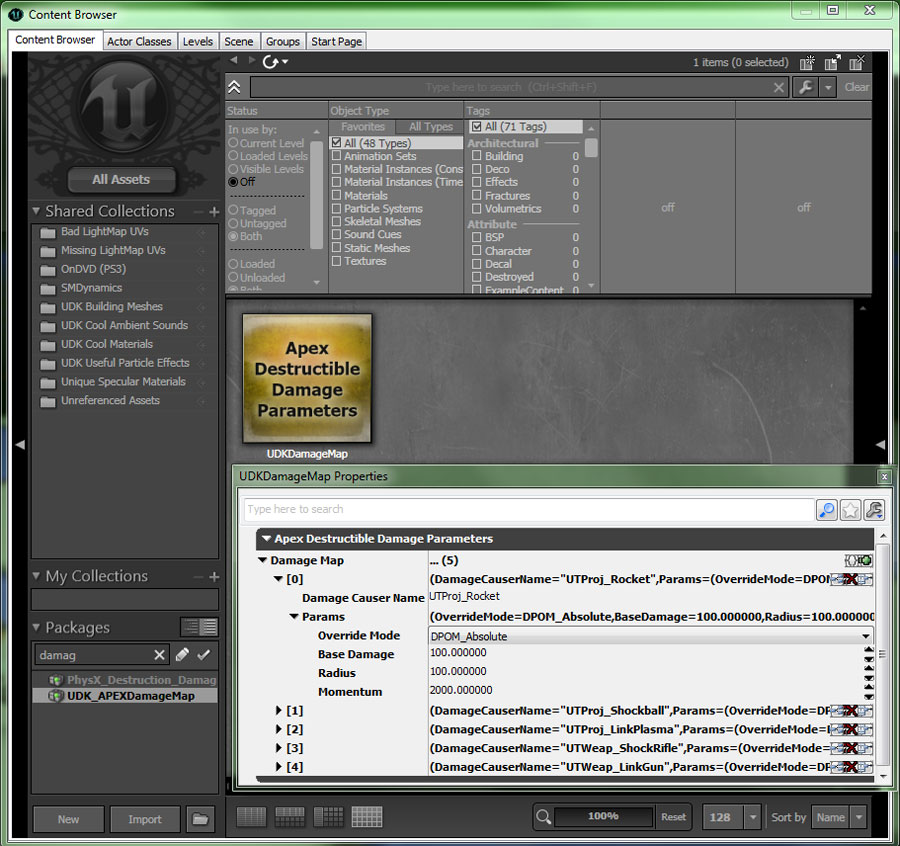 Content Browser
Content Browser Actor Classes Levels Scene Groups Start Page
1 items (0 selected)
Type here to search (Ctrl+Shift+F)
Clear
All Assets
Shared Collections
Bad LightMap UVs
Missing LightMap UVs
OnDVD (PS3)
SMDynamics
UDK Building Meshes
UDK Cool Ambient Sounds
UDK Cool Materials
UDK Useful Particle Effects
Unique Specular Materials
Unreferenced Assets
My Collections
Packages
damag
PhysX_Destruction_Damag
UDK_APEXDamageMap
New Import
Status
In use by:
Current Level
Loaded Levels
Visible Levels
Off
Tagged
Untagged
Both
Loaded
Unloaded
Both
Object Type
Favorites All Types
All (48 Types)
Animation Sets
Material Instances (Cons
Material Instances (Time
Materials
Particle Systems
Skeletal Meshes
Sound Cues
Static Meshes
Textures
Tags
All (71 Tags)
Architectural
Building 0
Deco 0
Effects 0
Fractures 0
Volumetrics 0
Attribute
BSP 0
Character 0
Decal 0
Destroyed 0
ExampleContent 0
off
off
Apex
Destructible
Damage
Parameters
UDKDamageMap
UDKDamageMap Properties
Type here to search
Apex Destructible Damage Parameters
Damage Map ... (5)
[0] (DamageCauserName="UTProj_Rocket",Params=(OverrideMode=DPOM
Damage Causer Name UTProj_Rocket
Params (OverrideMode=DPOM_Absolute,BaseDamage=100.000000,Radius=100.000000
Override Mode DPOM_Absolute
Base Damage 100.000000
Radius 100.000000
Momentum 2000.000000
[1] (DamageCauserName="UTProj_Shockball",Params=(OverrideMode=DP
[2] (DamageCauserName="UTProj_LinkPlasma",Params=(OverrideMode=
[3] (DamageCauserName="UTWeap_ShockRifle",Params=(OverrideMode=
[4] (DamageCauserName="UTWeap_LinkGun",Params=(OverrideMode=DP
100% Reset 128 Sort by Name